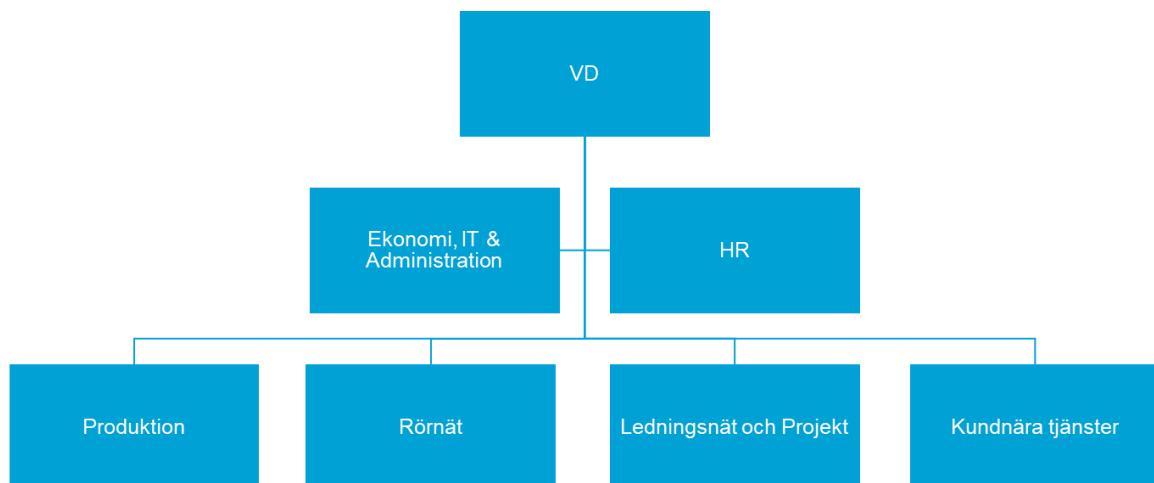 VD
Ekonomi, IT &
Administration
HR
Produktion
Rörnät
Ledningsnät och Projekt
Kundnära tjänster